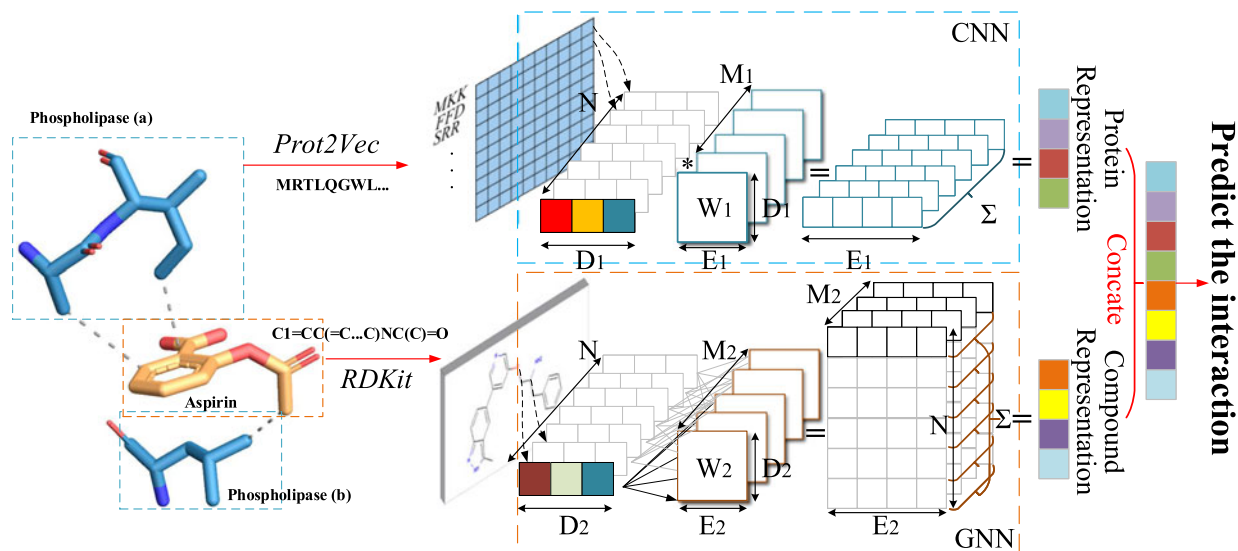 Phospholipase (a)
Prot2Vec
MRTLQGWL...
MKK
FFD
SRR
.
.
.
CNN
N
M1
*
W1
D1
=
D1
E1
E1
Σ
=
Protein
Representation
C1=CC(=C...C)NC(C)=O
RDKit
Aspirin
Phospholipase (b)
N
M2
W2
D2
=
D2
E2
M2
N
E2
Σ
=
GNN
Compound
Representation
Concate
Predict the interaction